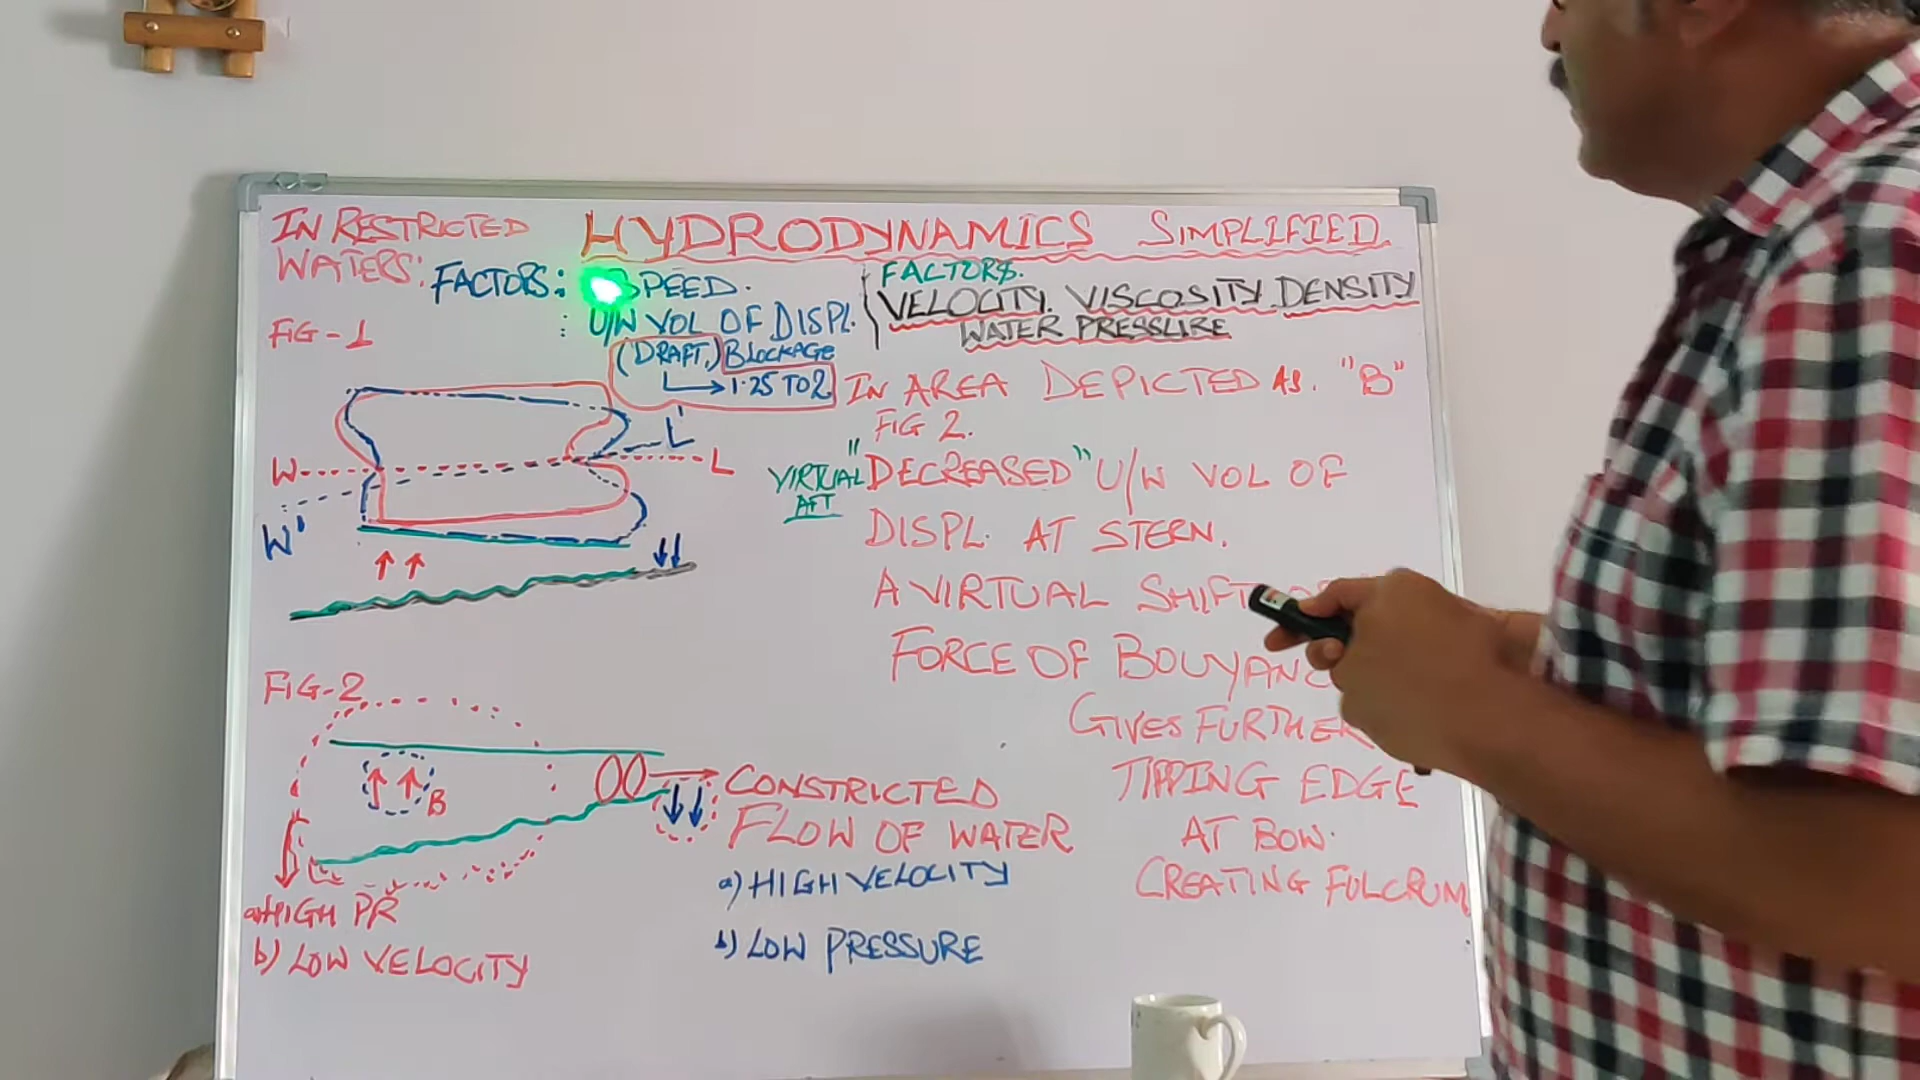 IN RESTRICTED
WATERS:
HYDRODYNAMICS SIMPLIFIED
FACTORS: SPEED.
: U/W VOL OF DISPL.
(DRAFT.) BLOCKAGE
1.25 TO 2
FACTORS.
VELOCITY. VISCOSITY. DENSITY
WATER PRESSURE
FIG-1
W L
L'
W'
IN AREA DEPICTED AS. "B"
FIG 2.
VIRTUAL "DECREASED" U/W VOL OF
AFT
DISPL. AT STERN.
A VIRTUAL SHIFT
FORCE OF BOUYANC
GIVES FURTHER
TIPPING EDGE
AT BOW.
CREATING FULCRUM
FIG-2
B
CONSTRICTED
FLOW OF WATER
a) HIGH VELOCITY
b) LOW PRESSURE
a) HIGH PR
b) LOW VELOCITY